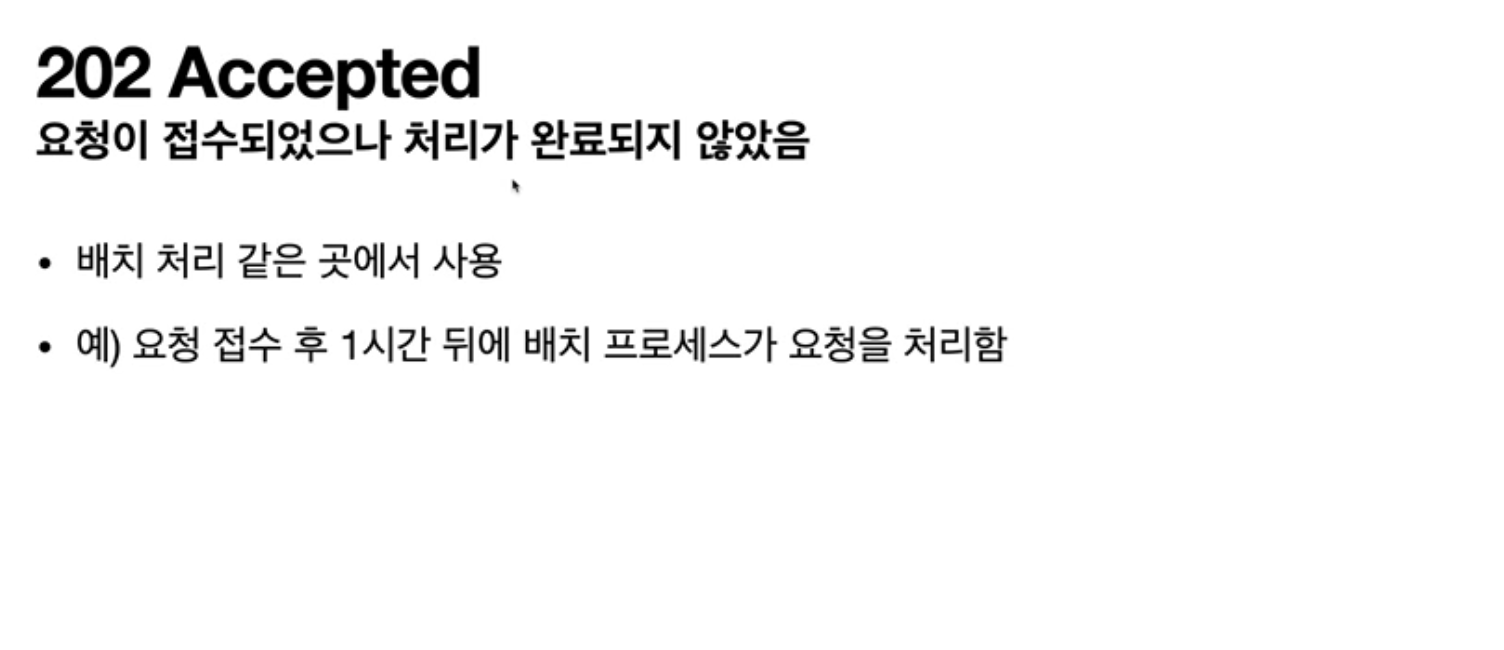 202 Accepted
요청이 접수되었으나 처리가 완료되지 않았음
• 배치 처리 같은 곳에서 사용
• 예) 요청 접수 후 1시간 뒤에 배치 프로세스가 요청을 처리함